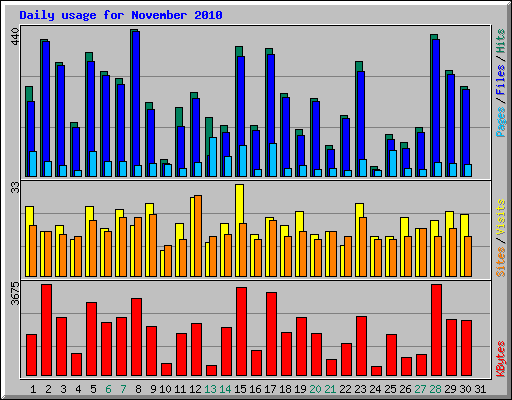 Daily usage for November 2010
440
Pages / Files / Hits
33
Sites / Visits
3675
KBytes
1 2 3 4 5 6 7 8 9 10 11 12 13 14 15 16 17 18 19 20 21 22 23 24 25 26 27 28 29 30 31